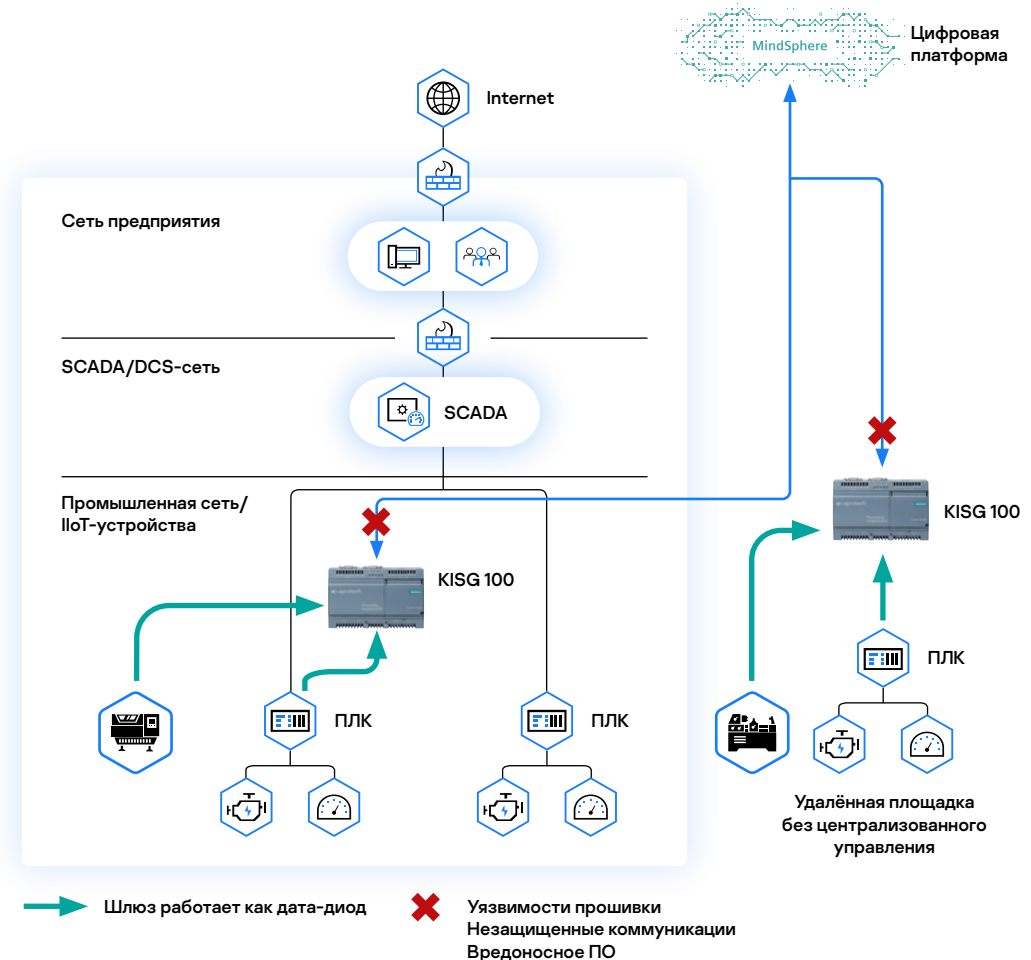 MindSphere
Цифровая
платформа
Internet
Сеть предприятия
SCADA/DCS-сеть
SCADA
Промышленная сеть/
IIoT-устройства
KISG 100
KISG 100
ПЛК
ПЛК
ПЛК
Удалённая площадка
без централизованного
управления
Шлюз работает как дата-диод
Уязвимости прошивки
Незащищенные коммуникации
Вредоносное ПО